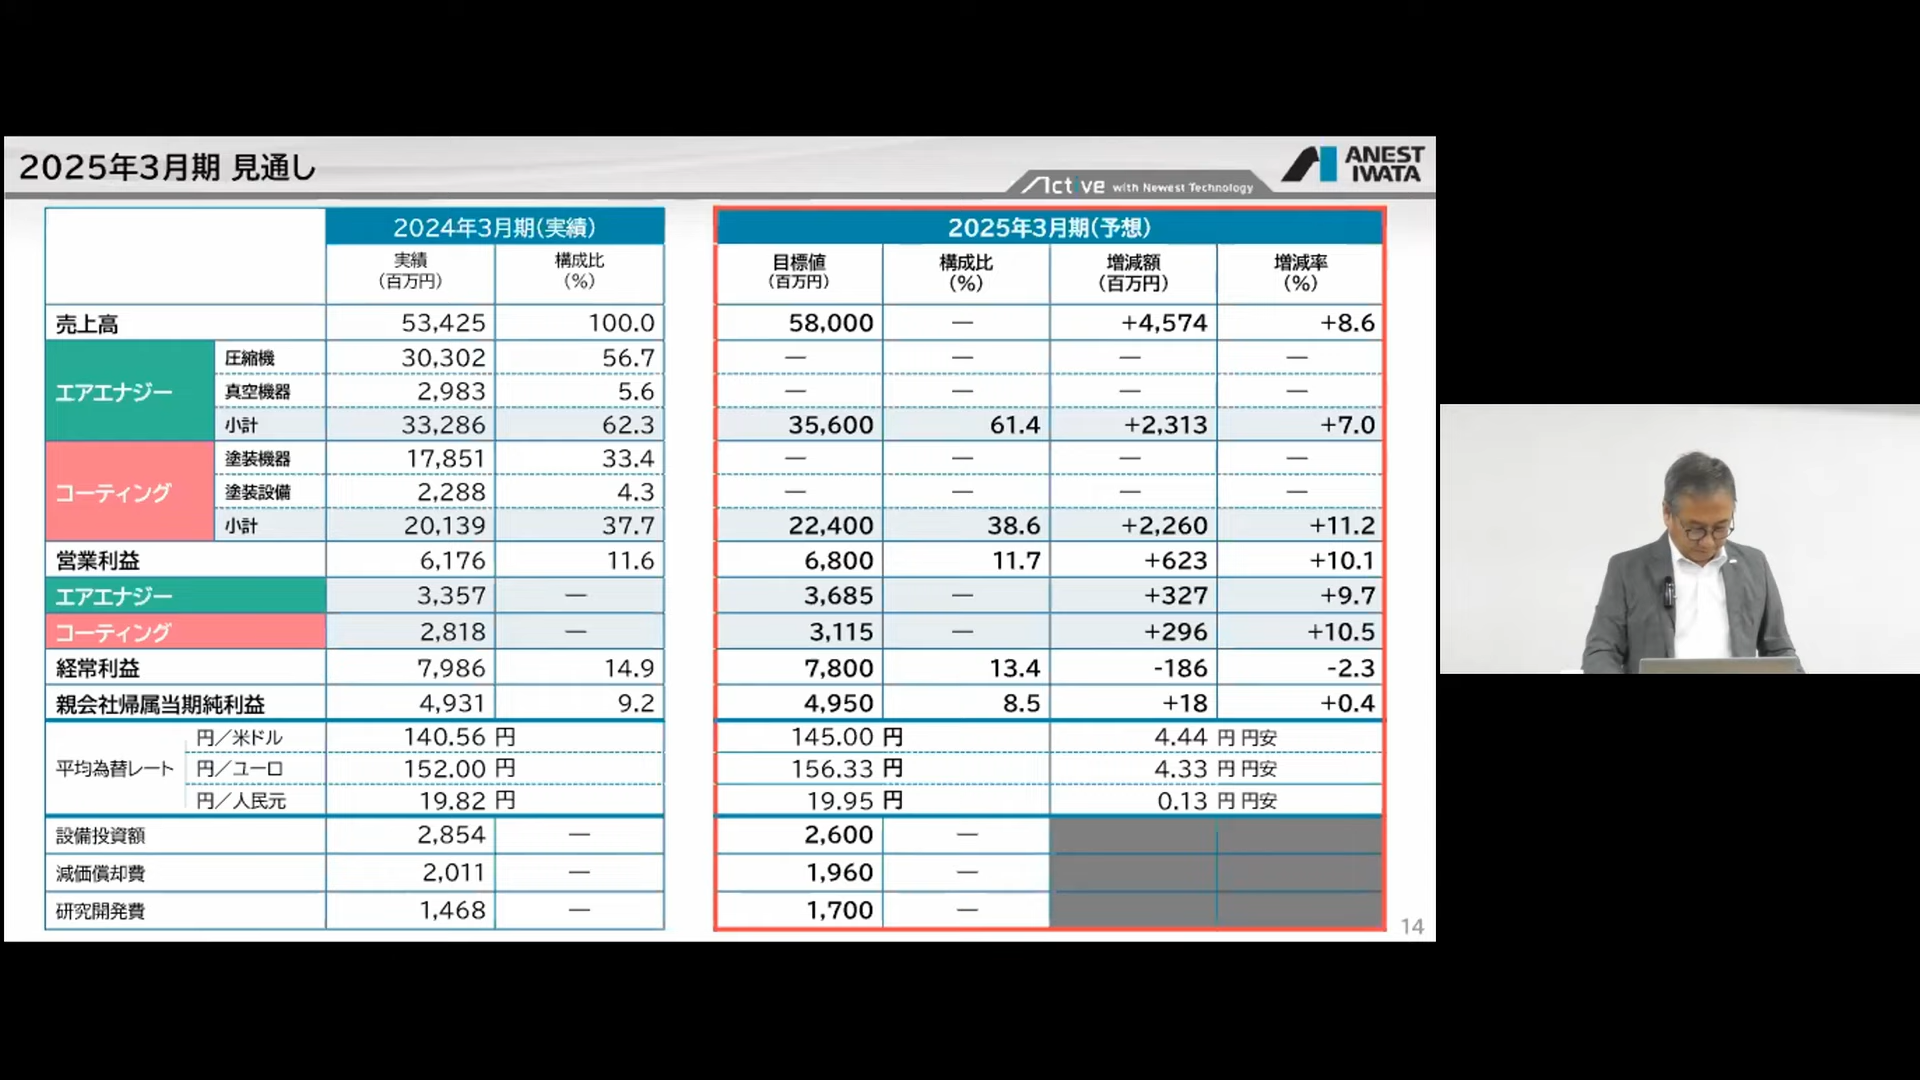 2025年3月期 見通し
Active with Newest Technology
ANEST IWATA
2024年3月期(実績)
実績(百万円) 構成比(%)
2025年3月期(予想)
目標値(百万円) 構成比(%) 増減額(百万円) 増減率(%)
売上高 53,425 100.0 58,000 — +4,574 +8.6
エアエナジー
圧縮機 30,302 56.7 — — — —
真空機器 2,983 5.6 — — — —
小計 33,286 62.3 35,600 61.4 +2,313 +7.0
コーティング
塗装機器 17,851 33.4 — — — —
塗装設備 2,288 4.3 — — — —
小計 20,139 37.7 22,400 38.6 +2,260 +11.2
営業利益 6,176 11.6 6,800 11.7 +623 +10.1
エアエナジー 3,357 — 3,685 — +327 +9.7
コーティング 2,818 — 3,115 — +296 +10.5
経常利益 7,986 14.9 7,800 13.4 -186 -2.3
親会社帰属当期純利益 4,931 9.2 4,950 8.5 +18 +0.4
平均為替レート
円/米ドル 140.56 円 145.00 円 4.44 円 円安
円/ユーロ 152.00 円 156.33 円 4.33 円 円安
円/人民元 19.82 円 19.95 円 0.13 円 円安
設備投資額 2,854 — 2,600 —
減価償却費 2,011 — 1,960 —
研究開発費 1,468 — 1,700 —
14